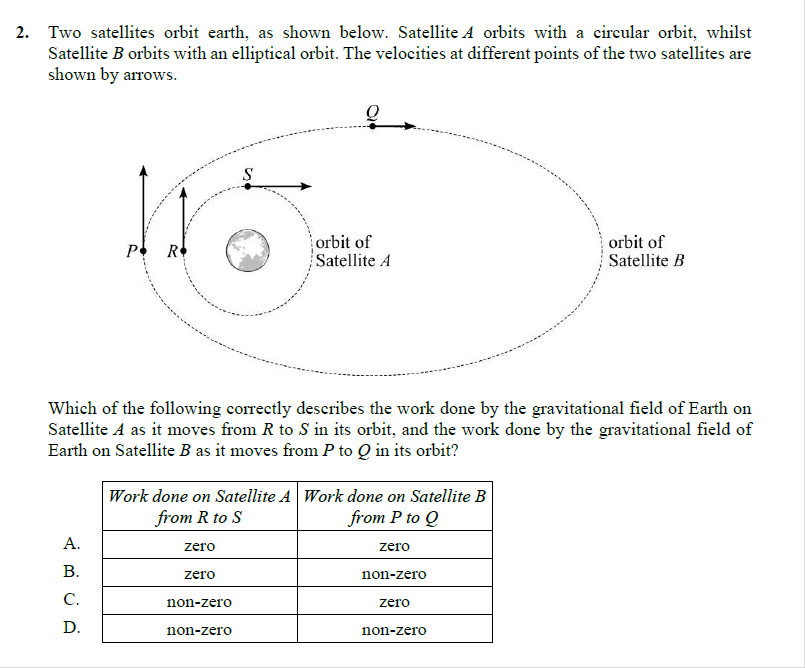 2. Two satellites orbit earth, as shown below. Satellite A orbits with a circular orbit, whilst
Satellite B orbits with an elliptical orbit. The velocities at different points of the two satellites are
shown by arrows.
Q
S
P
R
orbit of
Satellite A
orbit of
Satellite B
Which of the following correctly describes the work done by the gravitational field of Earth on
Satellite A as it moves from R to S in its orbit, and the work done by the gravitational field of
Earth on Satellite B as it moves from P to Q in its orbit?
Work done on Satellite A from R to S
Work done on Satellite B from P to Q
A. zero zero
B. zero non-zero
C. non-zero zero
D. non-zero non-zero